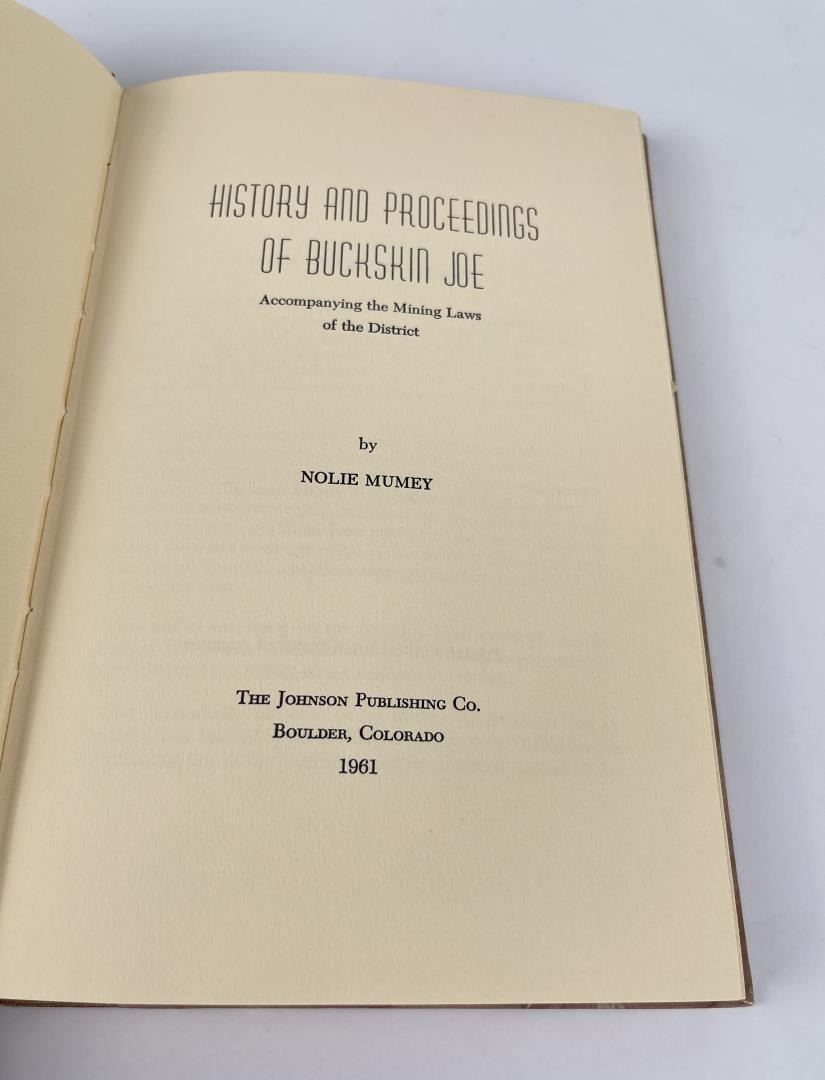 HISTORY AND PROCEEDINGS
OF BUCKSKIN JOE
Accompanying the Mining Laws
of the District
by
NOLIE MUMEY
THE JOHNSON PUBLISHING CO.
BOULDER, COLORADO
1961